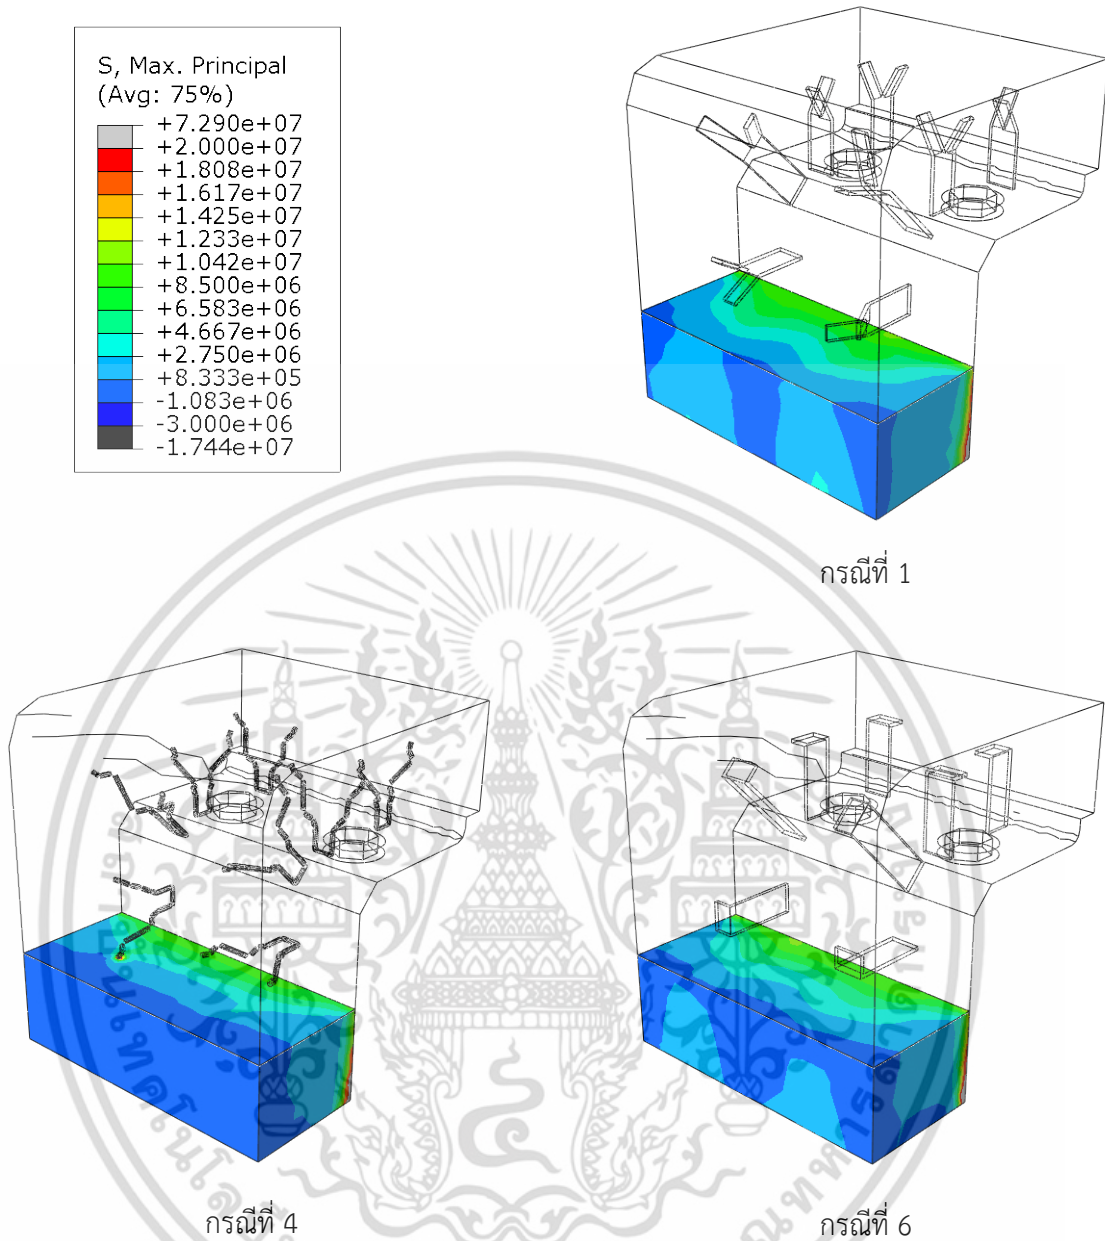 S, Max. Principal
(Avg: 75%)
+7.290e+07
+2.000e+07
+1.808e+07
+1.617e+07
+1.425e+07
+1.233e+07
+1.042e+07
+8.500e+06
+6.583e+06
+4.667e+06
+2.750e+06
+8.333e+05
-1.083e+06
-3.000e+06
-1.744e+07
กรณีที่ 1
กรณีที่ 4
กรณีที่ 6